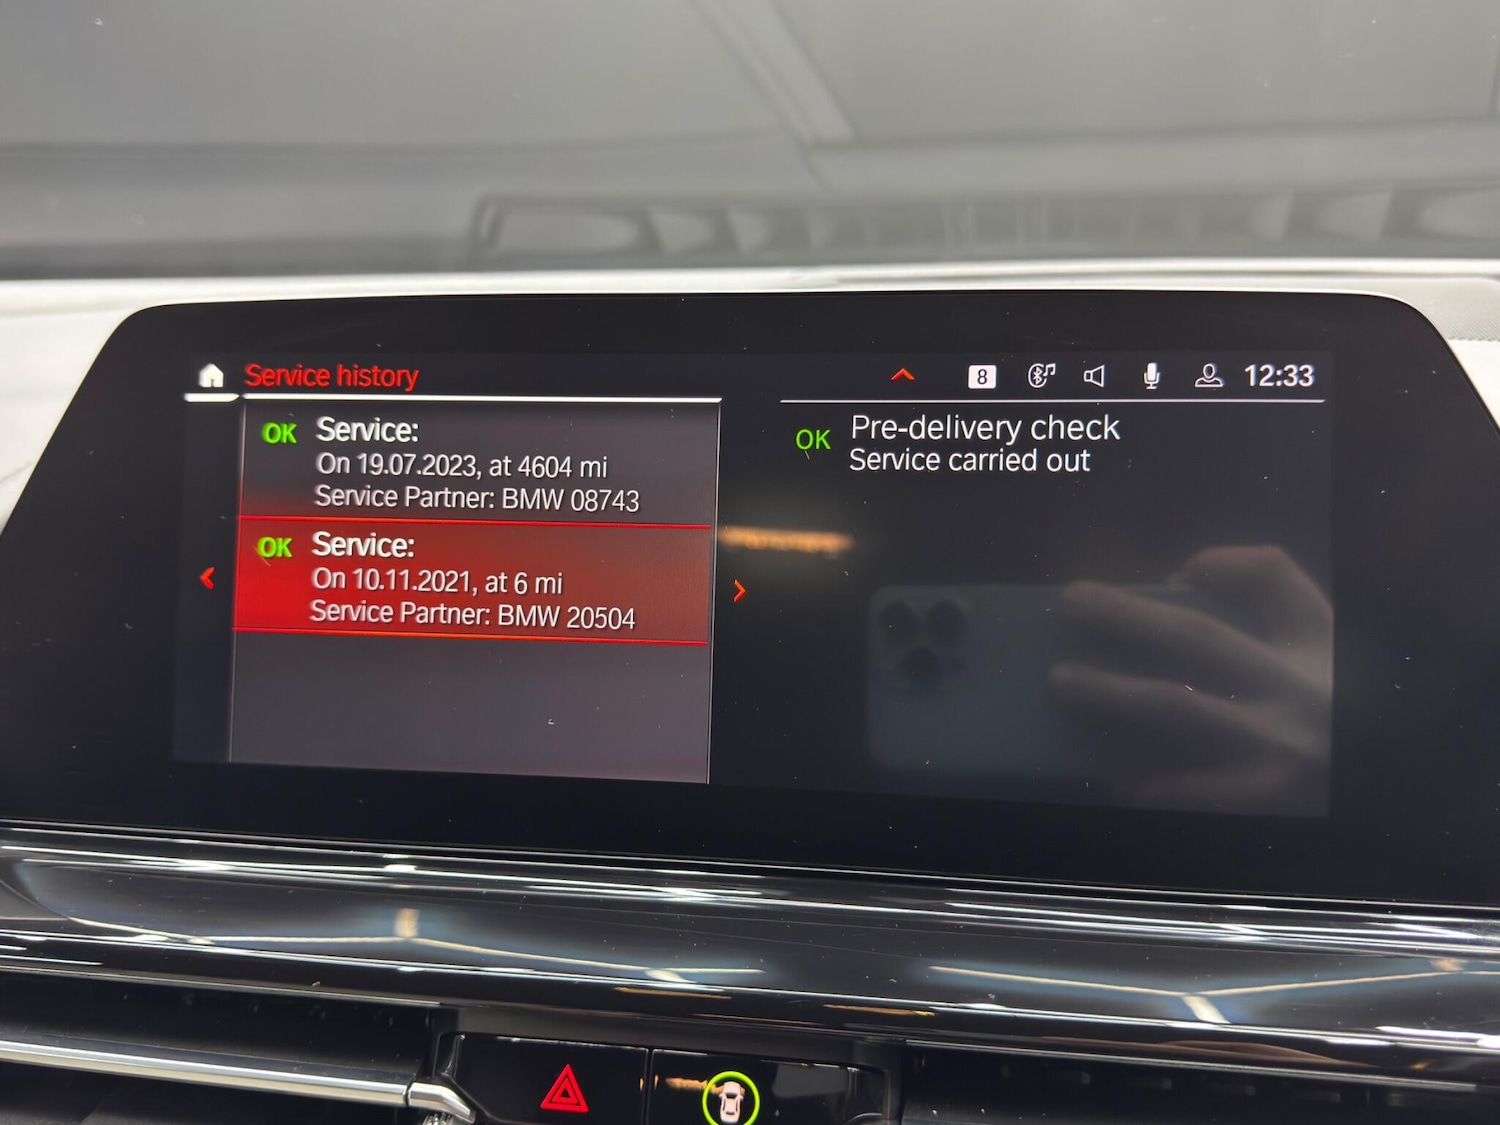 Service history
8
12:33
OK Service:
On 19.07.2023, at 4604 mi
Service Partner: BMW 08743
OK Service:
On 10.11.2021, at 6 mi
Service Partner: BMW 20504
OK Pre-delivery check
Service carried out